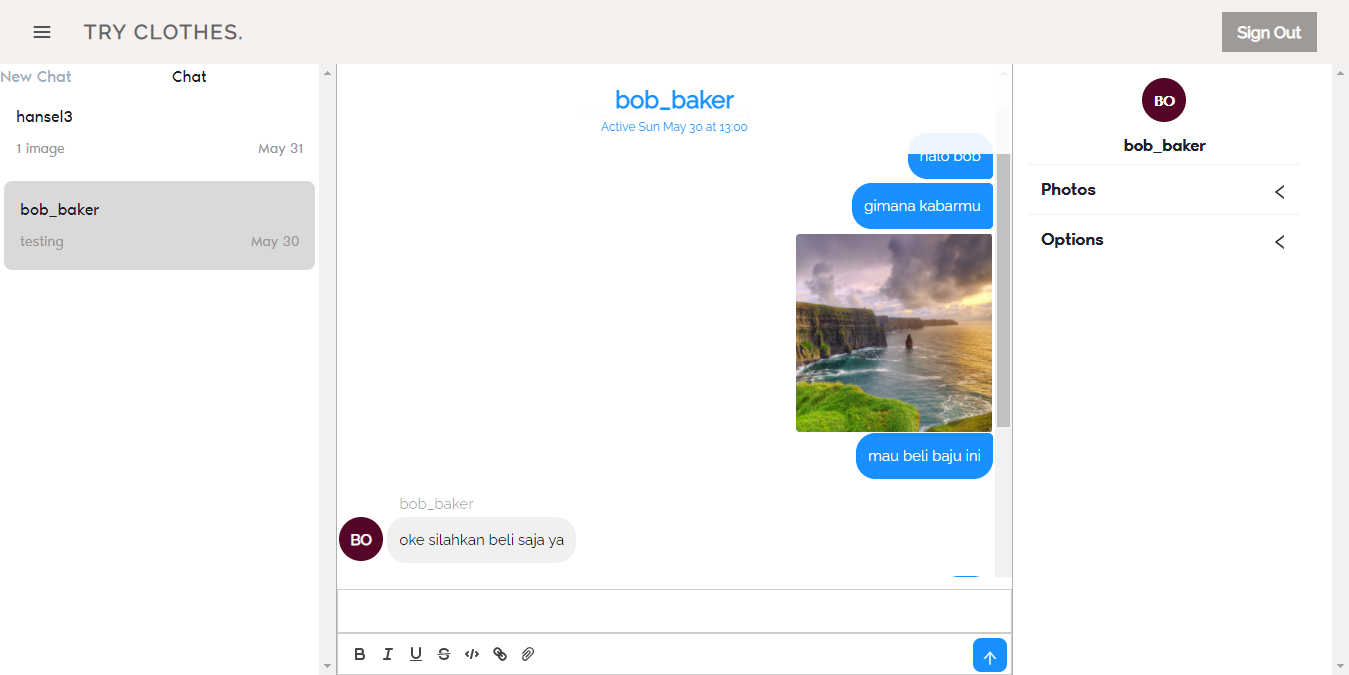 TRY CLOTHES.
Sign Out
New Chat
Chat
hansel3
1 image
May 31
bob_baker
testing
May 30
bob_baker
Active Sun May 30 at 13:00
halo bob
gimana kabarmu
mau beli baju ini
bob_baker
BO
oke silahkan beli saja ya
B I U S </>
BO
bob_baker
Photos
Options